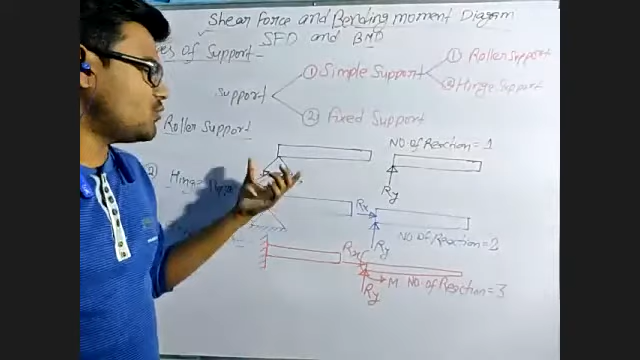 Shear force and Bending moment Diagram
SFD and BMD
of Support -
Support
① Simple Support
① Roller Support
② Hinge Support
② Fixed Support
Roller Support
NO of Reaction = 1
Ry
② Hinge
Rx
Ry
NO of Reaction = 2
Rx
Ry
M NO of Reaction = 3